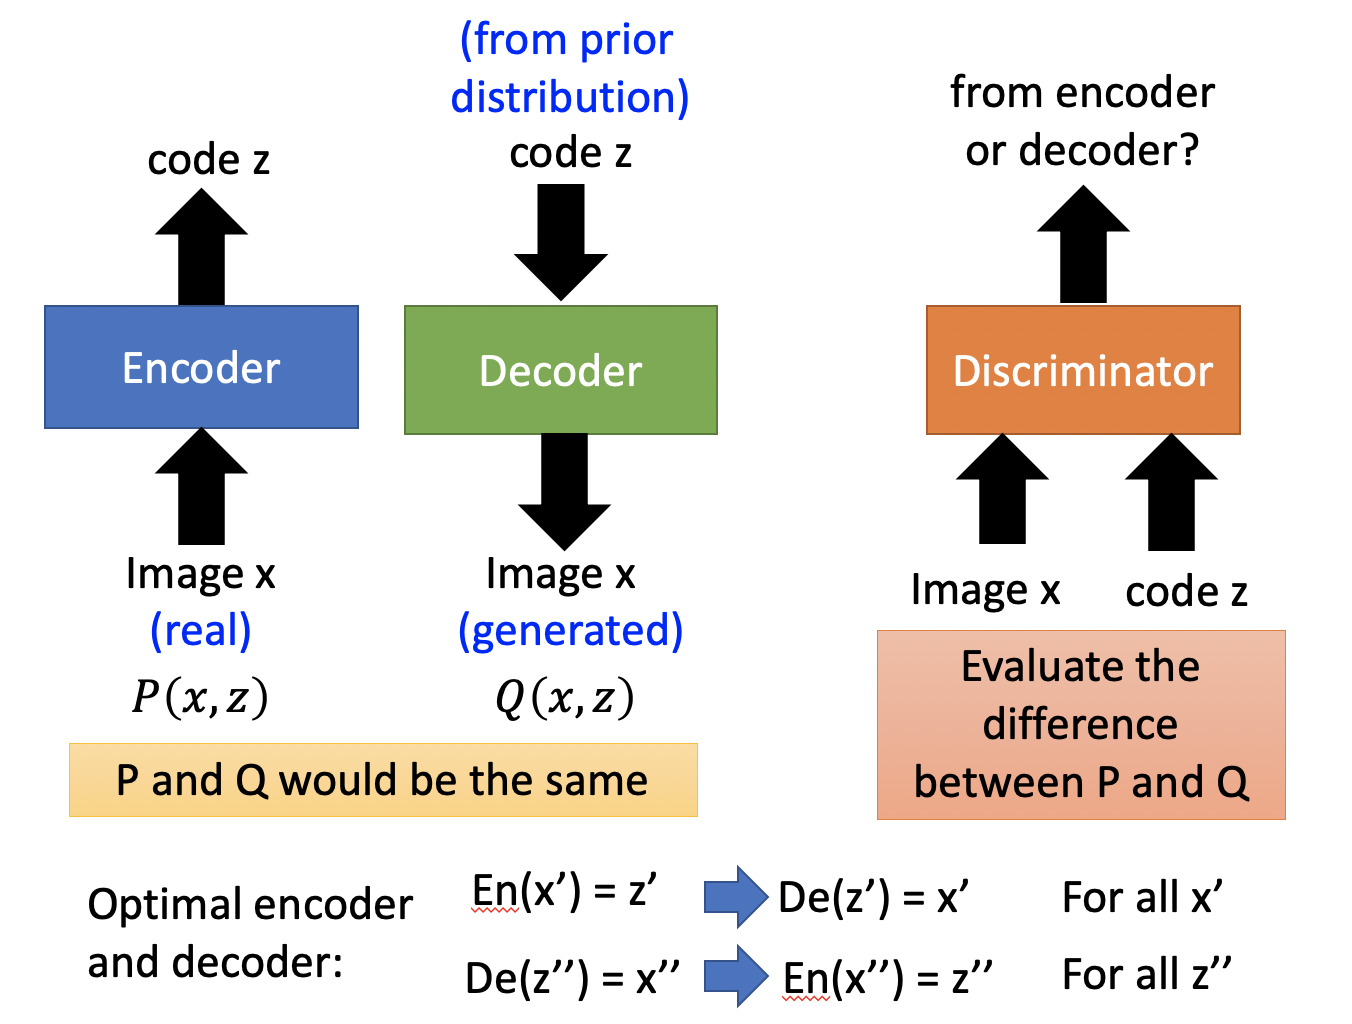 (from prior
distribution)
code z
code z
from encoder
or decoder?
Encoder
Decoder
Discriminator
Image x
(real)
P(x, z)
Image x
(generated)
Q(x, z)
Image x
code z
P and Q would be the same
Evaluate the
difference
between P and Q
Optimal encoder
and decoder:
En(x’) = z’
De(z’) = x’
For all x’
De(z’’) = x’’
En(x’’) = z’’
For all z’’